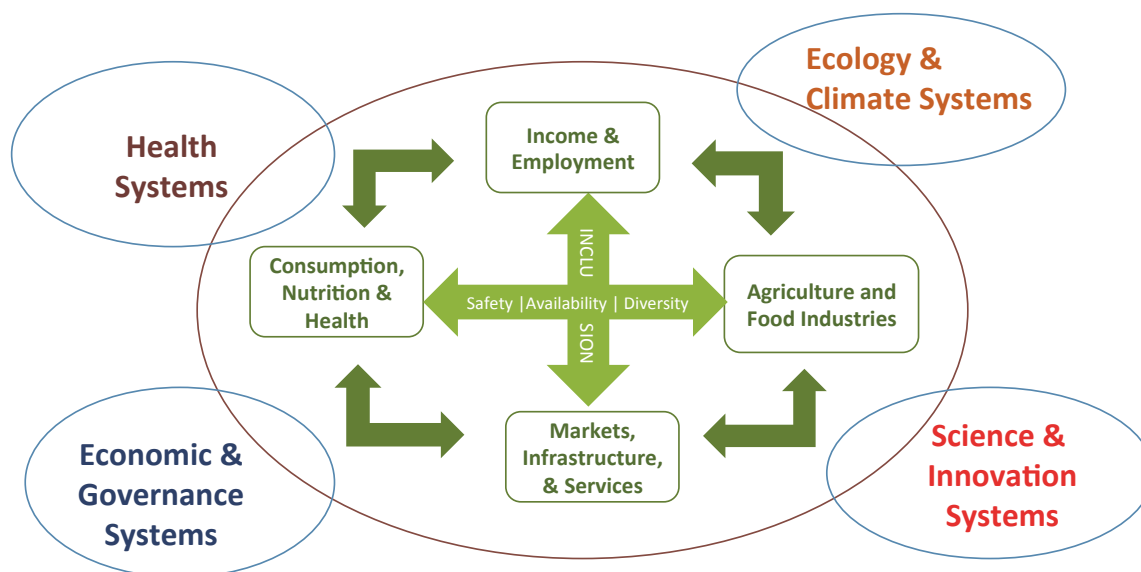 Health
Systems
Ecology &
Climate Systems
Income &
Employment
Consumption,
Nutrition &
Health
INCLU
Safety |Availability | Diversity
SION
Agriculture and
Food Industries
Markets,
Infrastructure,
& Services
Economic &
Governance
Systems
Science &
Innovation
Systems